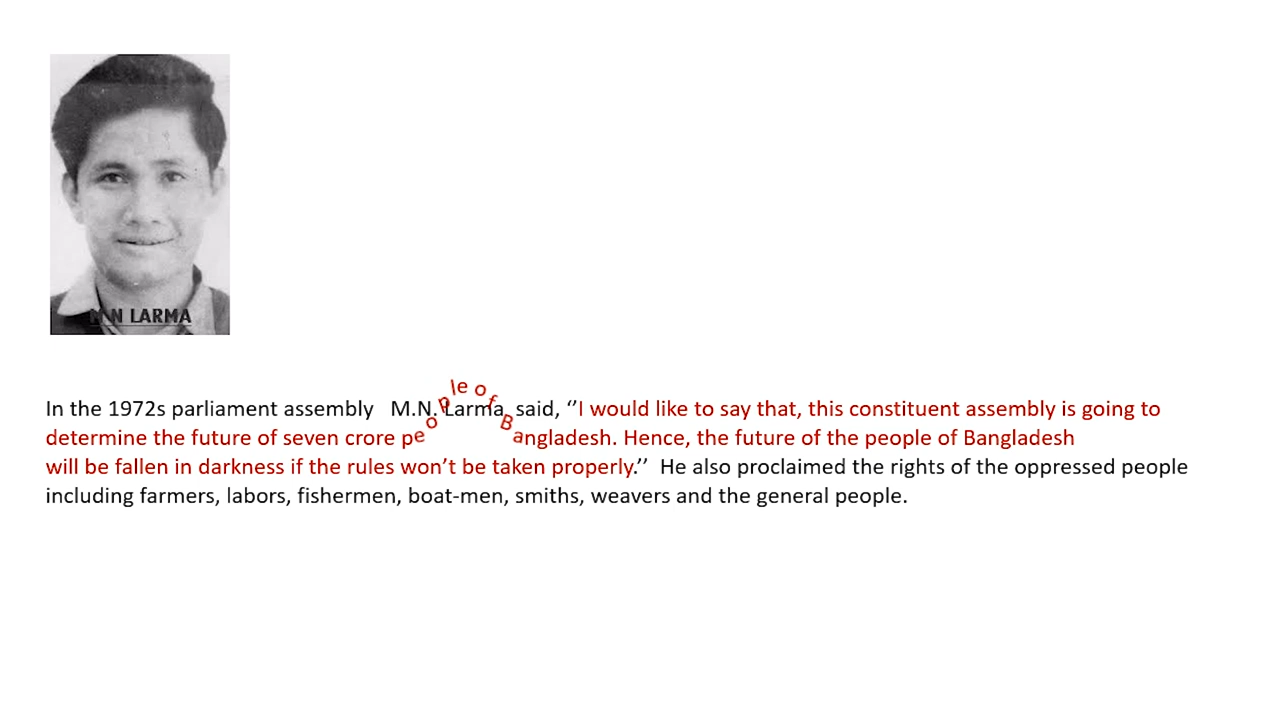 M N LARMA
In the 1972s parliament assembly M.N. Larma said, ‘’I would like to say that, this constituent assembly is going to
determine the future of seven crore people of Bangladesh. Hence, the future of the people of Bangladesh
will be fallen in darkness if the rules won’t be taken properly.’’ He also proclaimed the rights of the oppressed people
including farmers, labors, fishermen, boat-men, smiths, weavers and the general people.